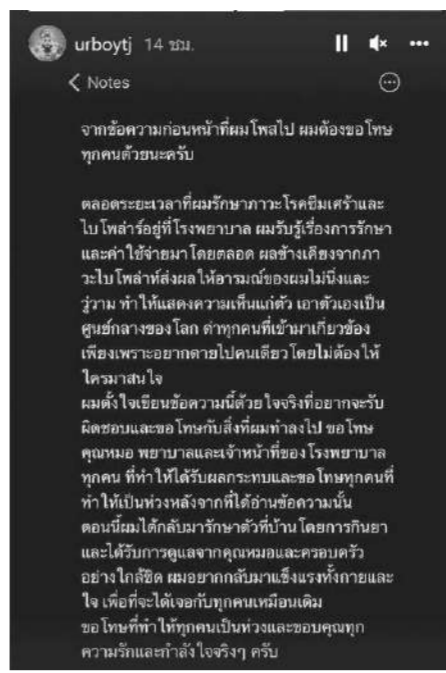 urboytj 14 ชม.
Notes
จากข้อความก่อนหน้าที่ผมโพสไป ผมต้องขอโทษ
ทุกคนด้วยนะครับ
ตลอดระยะเวลาที่ผมรักษาภาวะโรคซึมเศร้าและ
ไบโพล่าร์อยู่ที่โรงพยาบาล ผมรับรู้เรื่องการรักษา
และค่าใช้จ่ายมาโดยตลอด ผลข้างเคียงจากภา
วะไบโพล่าห์ส่งผลให้อารมณ์ของผมไม่นิ่งและ
วู่วาม ทำให้แสดงความเห็นแก่ตัว เอาตัวเองเป็น
ศูนย์กลางของโลก ด่าทุกคนที่เข้ามาเกี่ยวข้อง
เพียงเพราะอยากตายไปคนเดียวโดยไม่ต้องให้
ใครมาสนใจ
ผมตั้งใจเขียนข้อความนี้ด้วยใจจริงที่อยากจะรับ
ผิดชอบและขอโทษกับสิ่งที่ผมทำลงไป ขอโทษ
คุณหมอ พยาบาลและเจ้าหน้าที่ของโรงพยาบาล
ทุกคน ที่ทำให้ได้รับผลกระทบและขอโทษทุกคนที่
ทำให้เป็นห่วงหลังจากที่ได้อ่านข้อความนั้น
ตอนนี้ผมได้กลับมารักษาตัวที่บ้าน โดยการกินยา
และได้รับการดูแลจากคุณหมอและครอบครัว
อย่างใกล้ชิด ผมอยากกลับมาแข็งแรงทั้งกายและ
ใจ เพื่อที่จะได้เจอกับทุกคนเหมือนเดิม
ขอโทษที่ทำให้ทุกคนเป็นห่วงและขอบคุณทุก
ความรักและกำลังใจจริงๆ ครับ